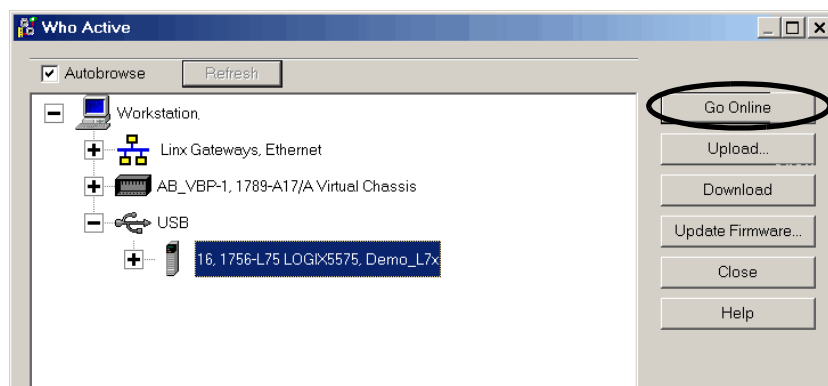 Who Active
Autobrowse
Refresh
Workstation,
Linx Gateways, Ethernet
AB_VBP-1, 1789-A17/A Virtual Chassis
USB
16, 1756-L75 LOGIX5575, Demo_L7x
Go Online
Upload...
Download
Update Firmware...
Close
Help